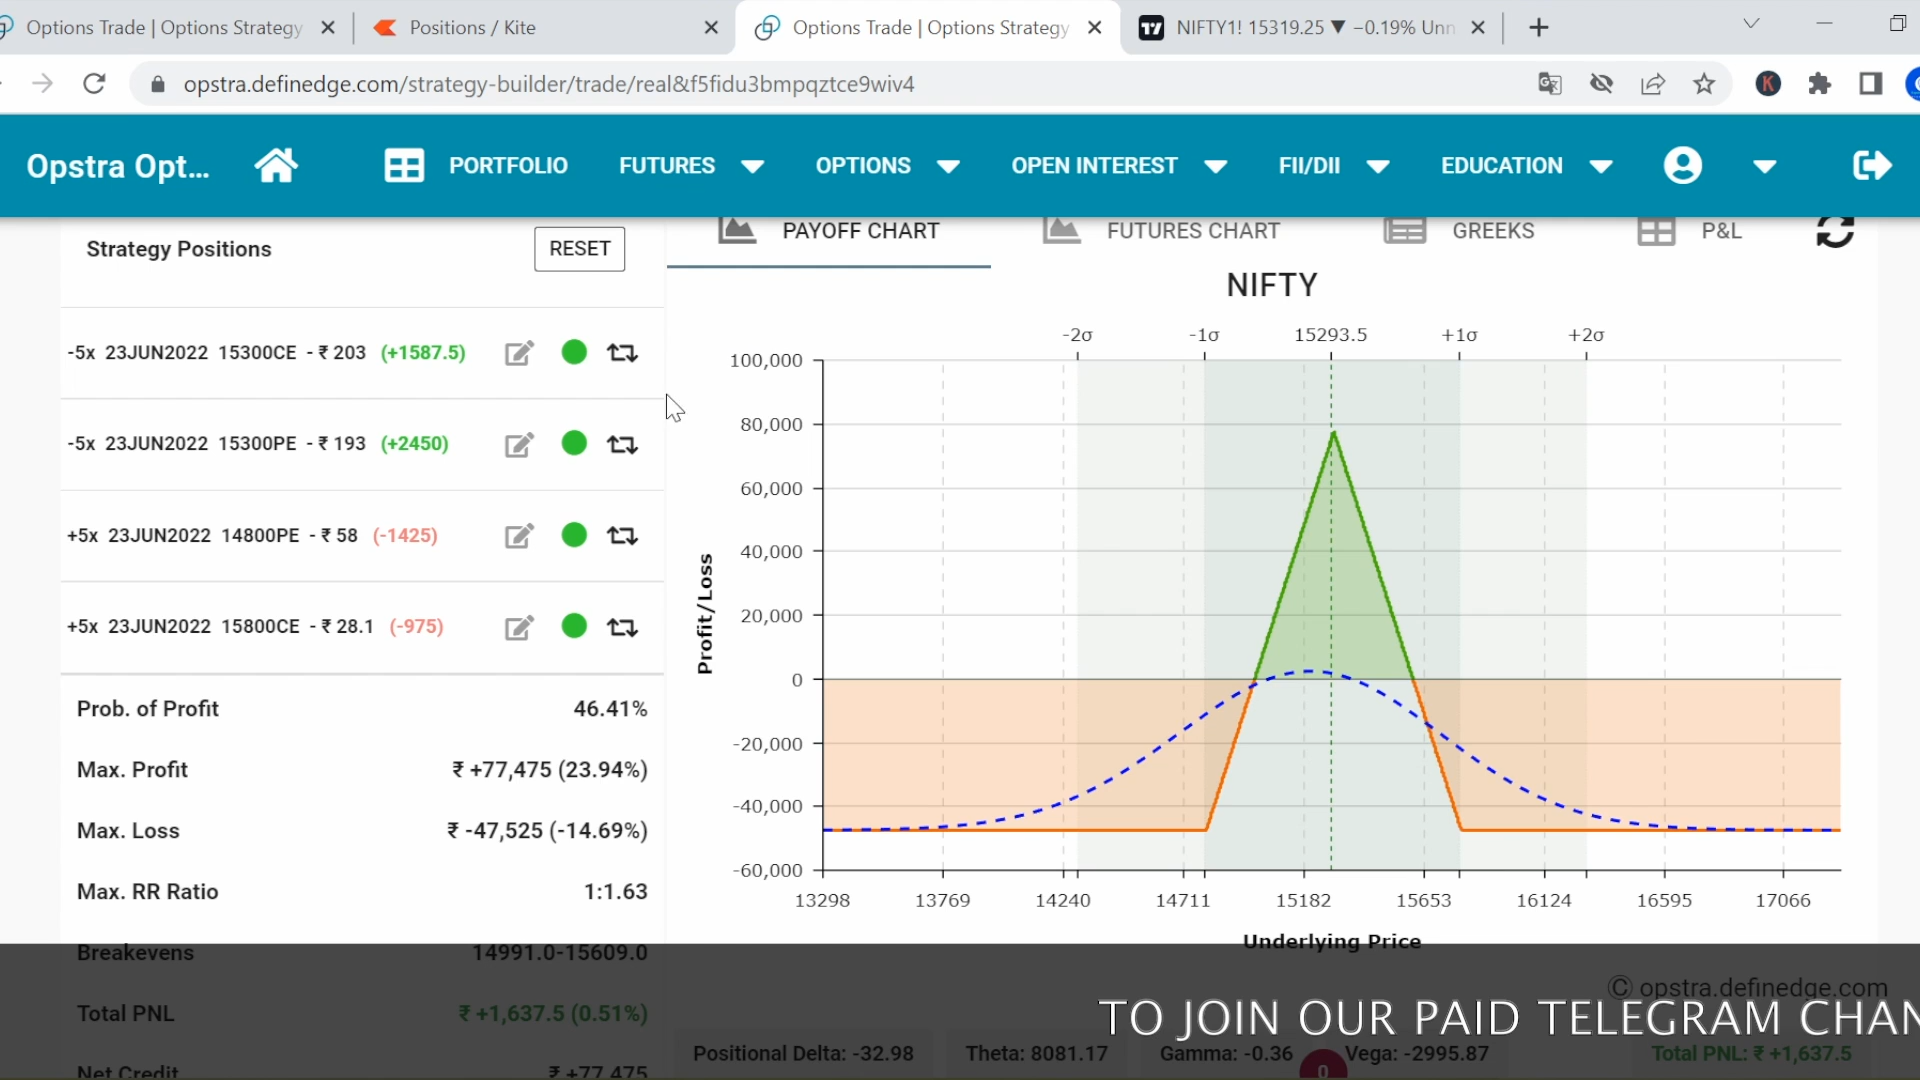 Options Trade | Options Strategy
Positions / Kite
Options Trade | Options Strategy
NIFTY1! 15319.25 ▼ −0.19% Unn
opstra.definedge.com/strategy-builder/trade/real&f5fidu3bmpqztce9wiv4
K
Opstra Opt...
PORTFOLIO
FUTURES
OPTIONS
OPEN INTEREST
FII/DII
EDUCATION
Strategy Positions
RESET
PAYOFF CHART
FUTURES CHART
GREEKS
P&L
NIFTY
-5x 23JUN2022 15300CE - ₹ 203 (+1587.5)
-5x 23JUN2022 15300PE - ₹ 193 (+2450)
+5x 23JUN2022 14800PE - ₹ 58 (-1425)
+5x 23JUN2022 15800CE - ₹ 28.1 (-975)
Prob. of Profit 46.41%
Max. Profit ₹ +77,475 (23.94%)
Max. Loss ₹ -47,525 (-14.69%)
Max. RR Ratio 1:1.63
Breakevens 14991.0-15609.0
Total PNL ₹ +1,637.5 (0.51%)
Net Credit ₹ +77,475
-2σ -1σ 15293.5 +1σ +2σ
100,000
80,000
60,000
40,000
20,000
0
-20,000
-40,000
-60,000
Profit/Loss
13298 13769 14240 14711 15182 15653 16124 16595 17066
Underlying Price
© opstra.definedge.com
TO JOIN OUR PAID TELEGRAM CHAN
Positional Delta: -32.98
Theta: 8081.17
Gamma: -0.36
0
Vega: -2995.87
Total PNL: ₹ +1,637.5